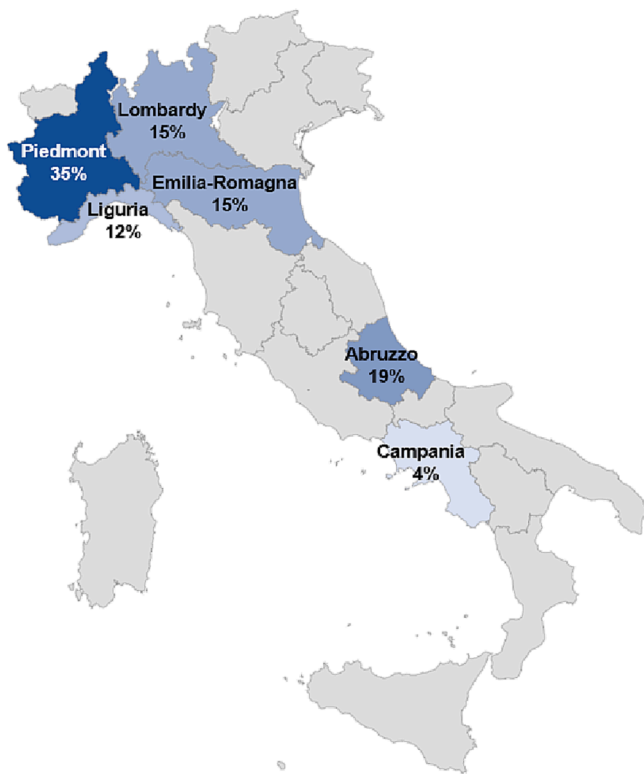 Lombardy
15%
Piedmont
35%
Emilia-Romagna
15%
Liguria
12%
Abruzzo
19%
Campania
4%